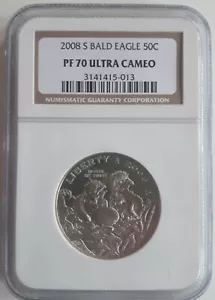 2008 S BALD EAGLE 50C
PF 70 ULTRA CAMEO
3141415-013
NUMISMATIC GUARANTY CORPORATION
LIBERTY